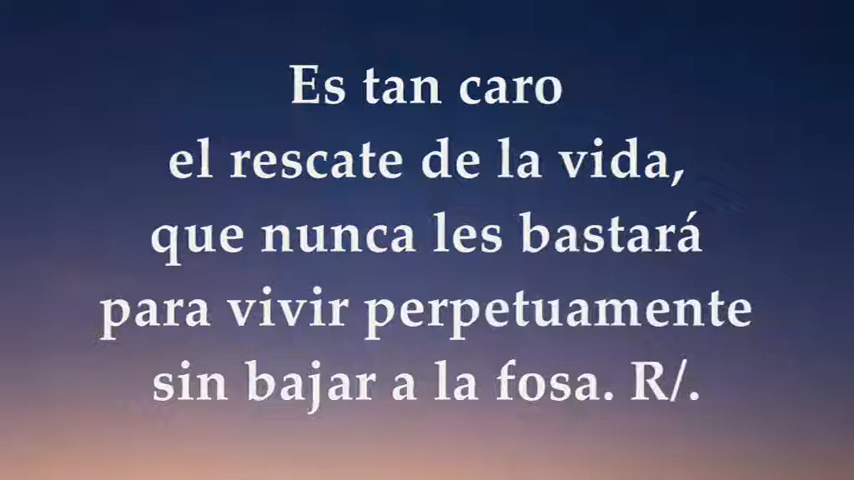 Es tan caro
el rescate de la vida,
que nunca les bastará
para vivir perpetuamente
sin bajar a la fosa. R/.